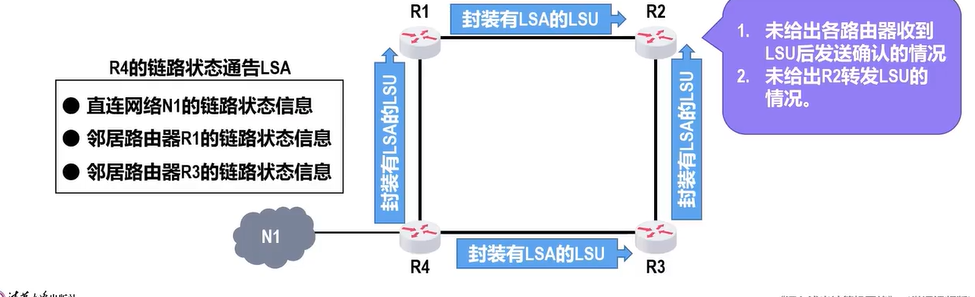 R1
封装有LSA的LSU
R2
R4的链路状态通告LSA
● 直连网络N1的链路状态信息
● 邻居路由器R1的链路状态信息
● 邻居路由器R3的链路状态信息
封装有LSA的LSU
封装有LSA的LSU
1. 未给出各路由器收到
LSU后发送确认的情况
2. 未给出R2转发LSU的
情况。
N1
封装有LSA的LSU
R4
R3